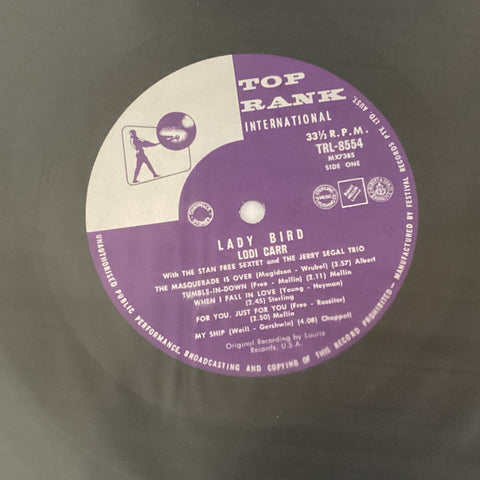 TOP
RANK
INTERNATIONAL
33⅓ R.P.M.
TRL-8554
MX7385
SIDE ONE
LADY BIRD
LODI CARR
With THE STAN FREE SEXTET and THE JERRY SEGAL TRIO
THE MASQUERADE IS OVER (Magidson - Wrubel) (3.57) Albert
TUMBLE-IN-DOWN (Free - Mellin) (2.11) Mellin
WHEN I FALL IN LOVE (Young - Heyman)
(2.45) Sterling
FOR YOU, JUST FOR YOU (Free - Rossiter)
(2.50) Mellin
MY SHIP (Weill - Gershwin) (4.08) Chappell
Original Recording by Laurie
Records, U.S.A.
UNAUTHORISED PUBLIC PERFORMANCE, BROADCASTING AND COPYING OF THIS RECORD PROHIBITED—MANUFACTURED BY FESTIVAL RECORDS PTY. LTD. AUST.